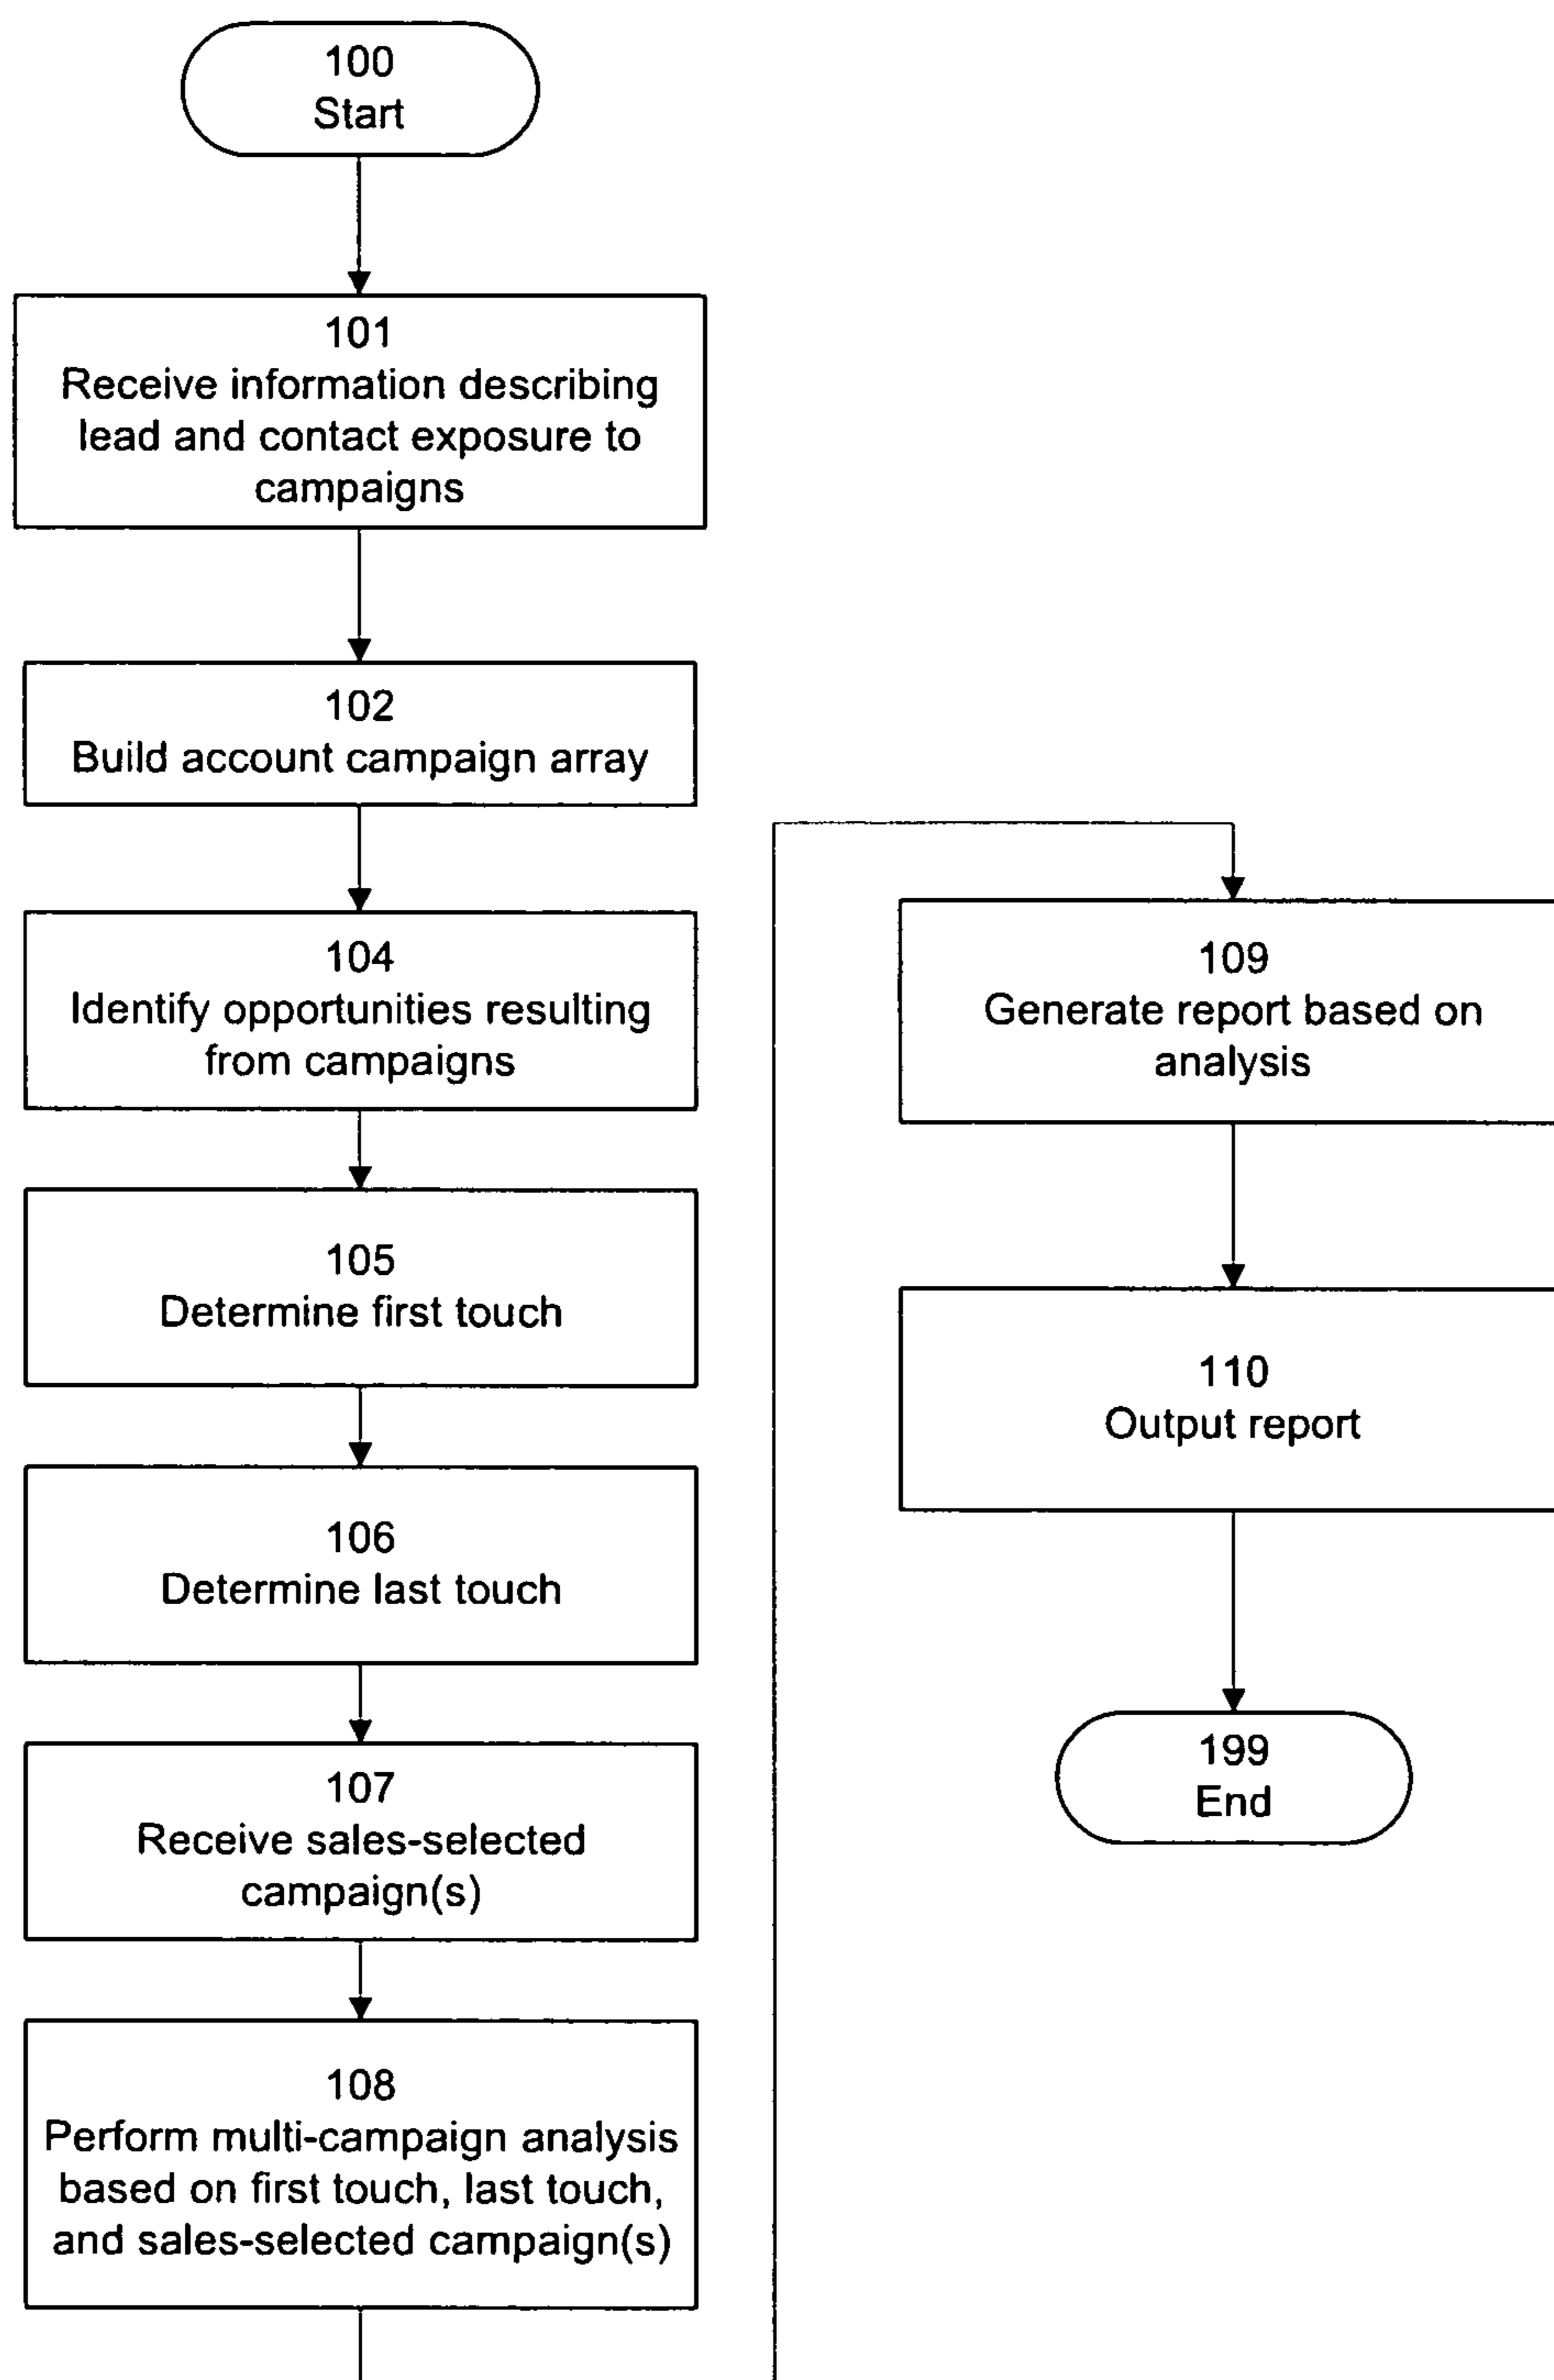 100
Start
101
Receive information describing
lead and contact exposure to
campaigns
102
Build account campaign array
104
Identify opportunities resulting
from campaigns
105
Determine first touch
106
Determine last touch
107
Receive sales-selected
campaign(s)
108
Perform multi-campaign analysis
based on first touch, last touch,
and sales-selected campaign(s)
109
Generate report based on
analysis
110
Output report
199
End